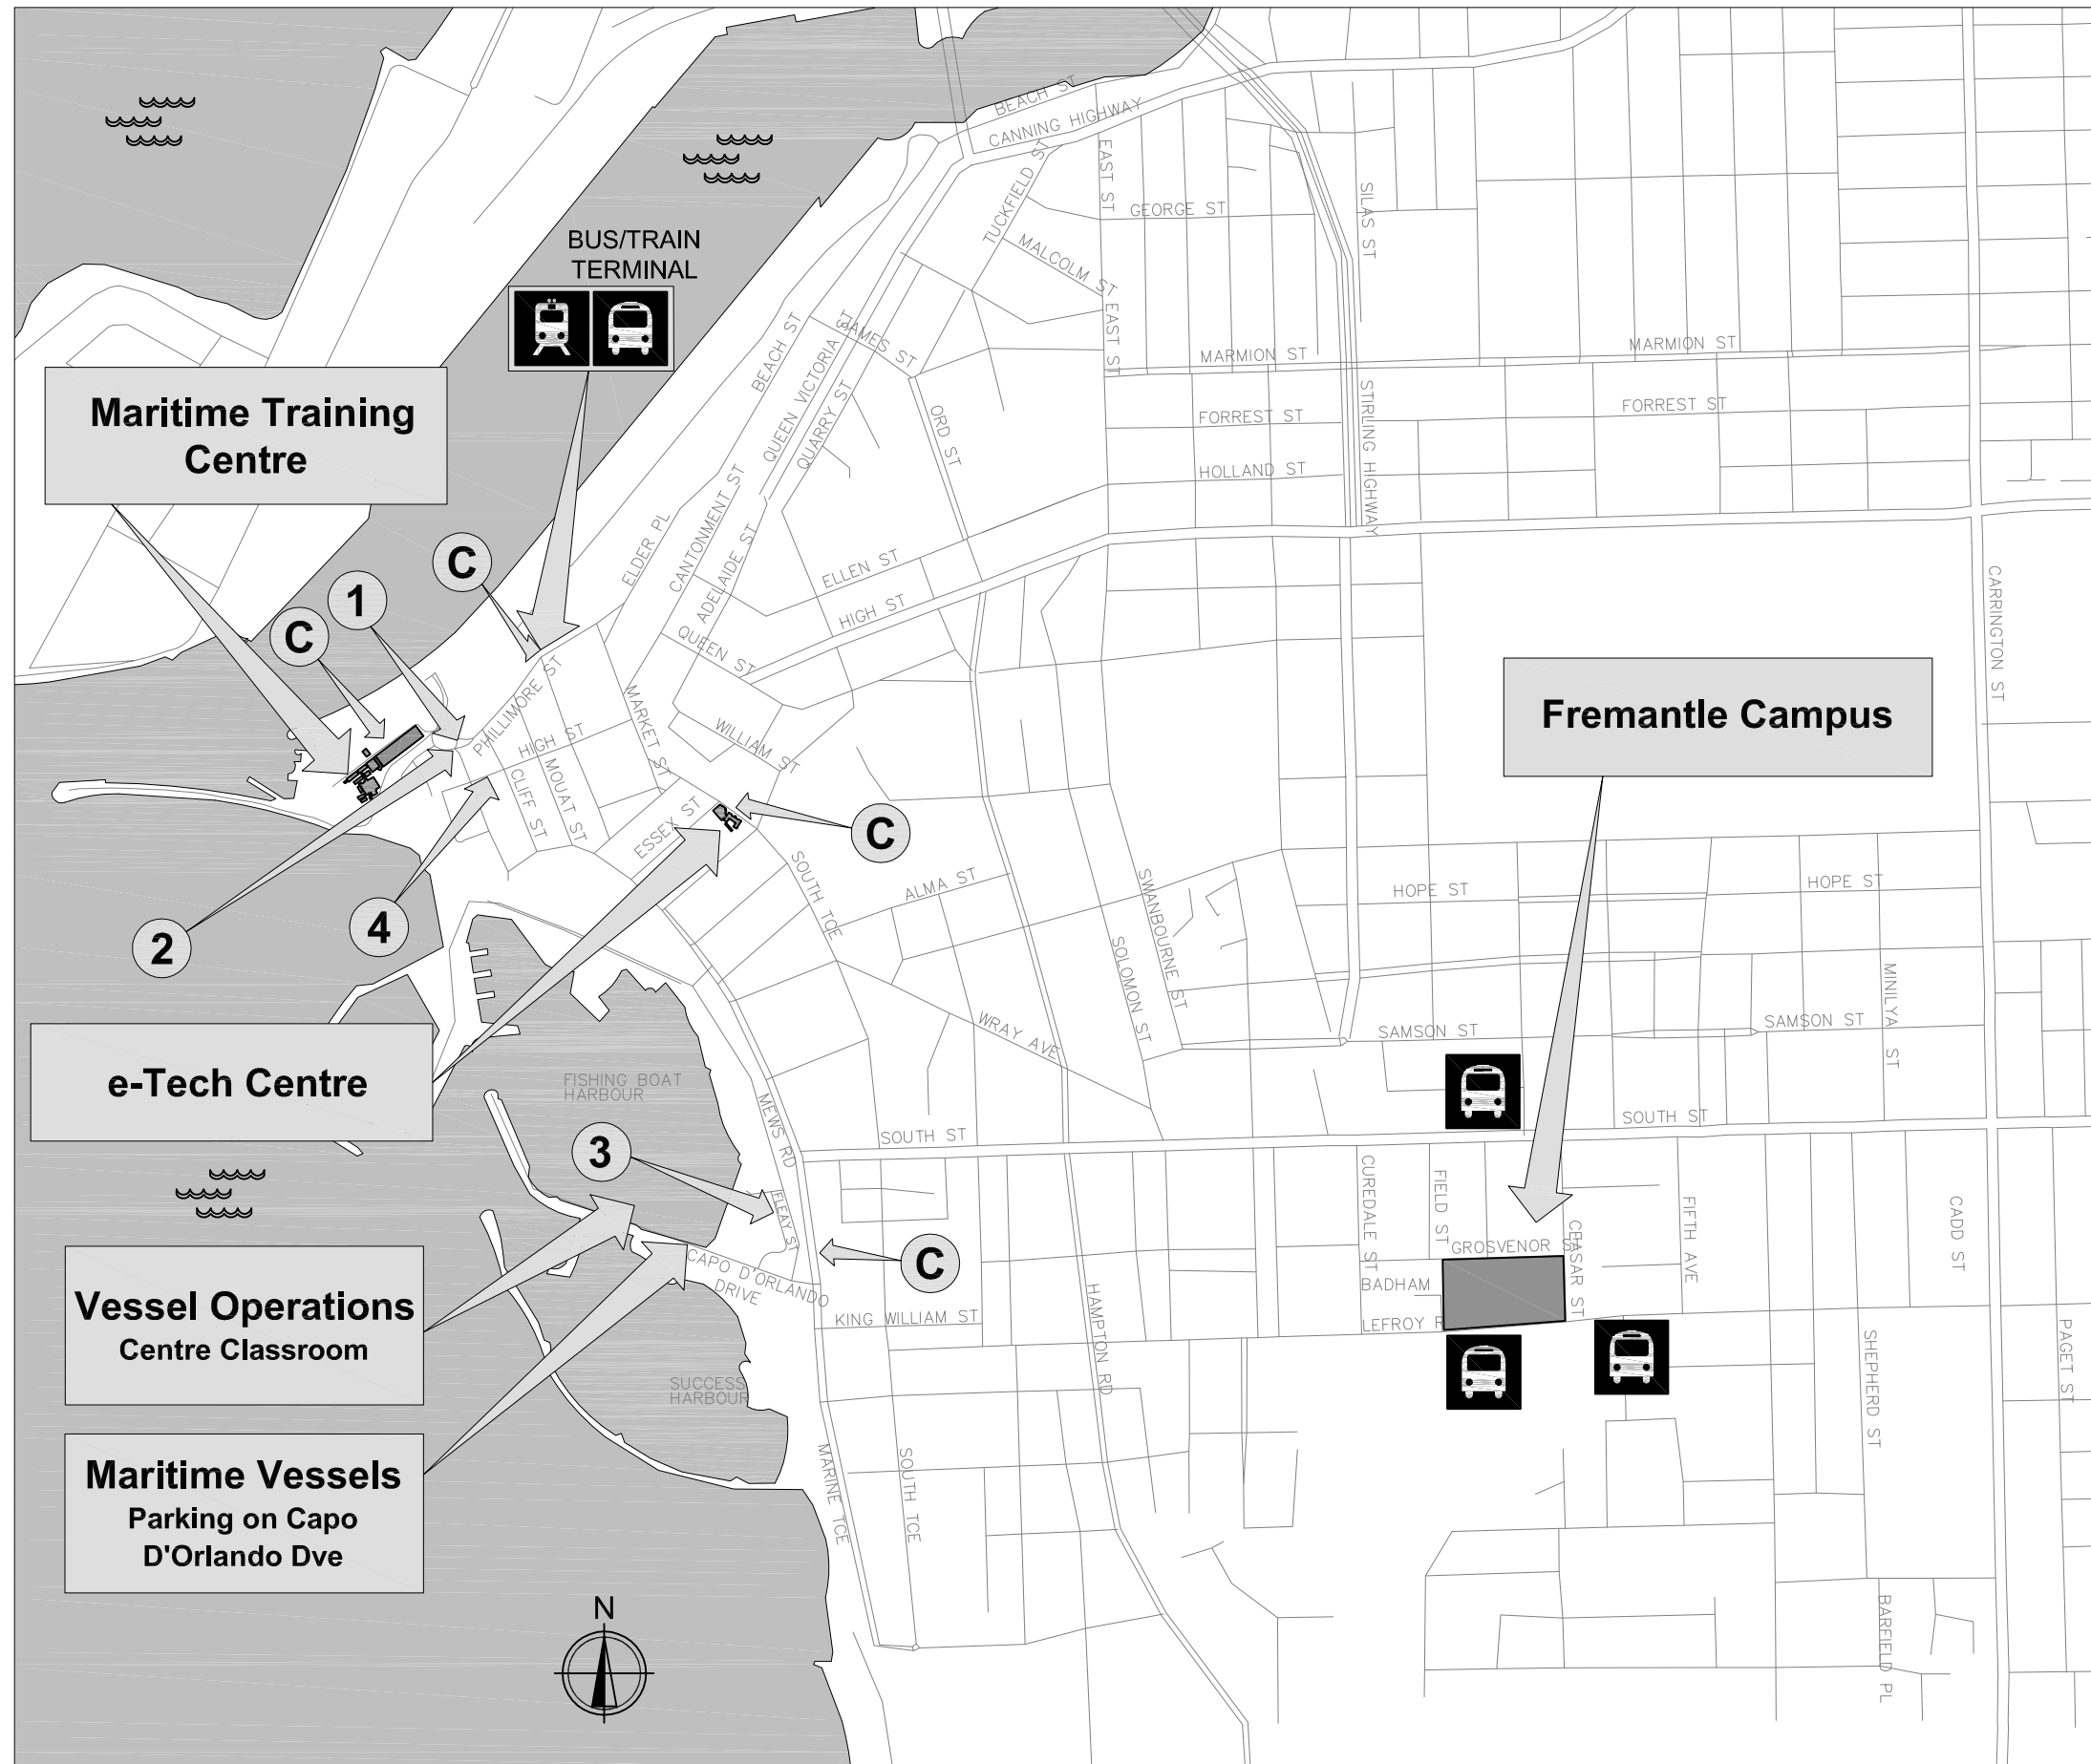 BEACH ST
CANNING HIGHWAY
TUCKFIELD ST
EAST ST
GEORGE ST
SILAS ST
MALCOLM ST
BUS/TRAIN
TERMINAL
BEACH ST
QUEEN VICTORIA ST
JAMES ST
QUARRY ST
EAST ST
MARMION ST
MARMION ST
Maritime Training
Centre
ORD ST
FORREST ST
FORREST ST
HOLLAND ST
STIRLING HIGHWAY
ELDER PL
CANTONMENT ST
ADELAIDE ST
ELLEN ST
HIGH ST
QUEEN ST
CARRINGTON ST
C
1
C
PHILLIMORE ST
MARKET ST
WILLIAM ST
HIGH ST
CLIFF ST
MOUAT ST
ESSEX ST
Fremantle Campus
C
SOUTH TCE
ALMA ST
SWANBOURNE ST
SOLOMON ST
HOPE ST
HOPE ST
2
4
WRAY AVE
SAMSON ST
SAMSON ST
MINILYA ST
e-Tech Centre
FISHING BOAT
HARBOUR
MEWS RD
SOUTH ST
SOUTH ST
3
FLEAY ST
CUREDALE ST
FIELD ST
CEASAR ST
FIFTH AVE
CADD ST
GROSVENOR ST
C
CAPO D'ORLANDO
DRIVE
BADHAM
KING WILLIAM ST
HAMPTON RD
LEFROY R
Vessel Operations
Centre Classroom
SUCCESS
HARBOUR
SHEPHERD ST
PAGET ST
Maritime Vessels
Parking on Capo
D'Orlando Dve
MARINE TCE
SOUTH TCE
BARFIELD PL
N